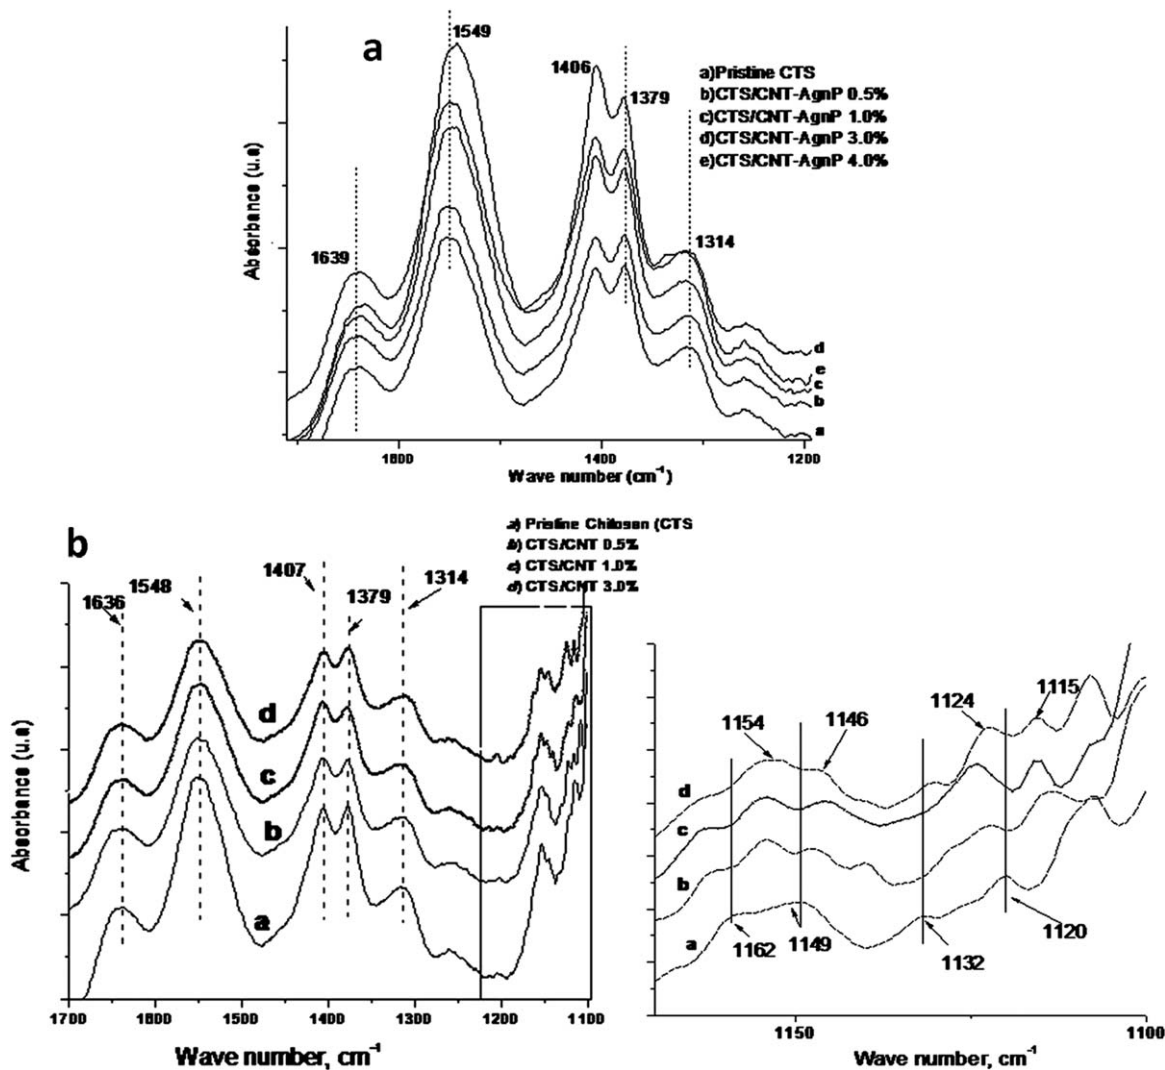 a
1549
1406
1379
1639
1314
a)Pristine CTS
b)CTS/CNT-AgnP 0.5%
c)CTS/CNT-AgnP 1.0%
d)CTS/CNT-AgnP 3.0%
e)CTS/CNT-AgnP 4.0%
Absorbance (u.a)
d
e
c
b
a
1400
1200
Wave number (cm⁻¹)
b
a) Pristine Chitosan (CTS
b) CTS/CNT 0.5%
c) CTS/CNT 1.0%
d) CTS/CNT 3.0%
1636
1548
1407
1379
1314
Absorbance (u.a)
d
c
b
a
1700 1600 1500 1400 1300 1200 1100
Wave number, cm⁻¹
1154
1146
1124
1115
d
c
b
a
1162
1149
1132
1120
1150
1100
Wave number, cm⁻¹